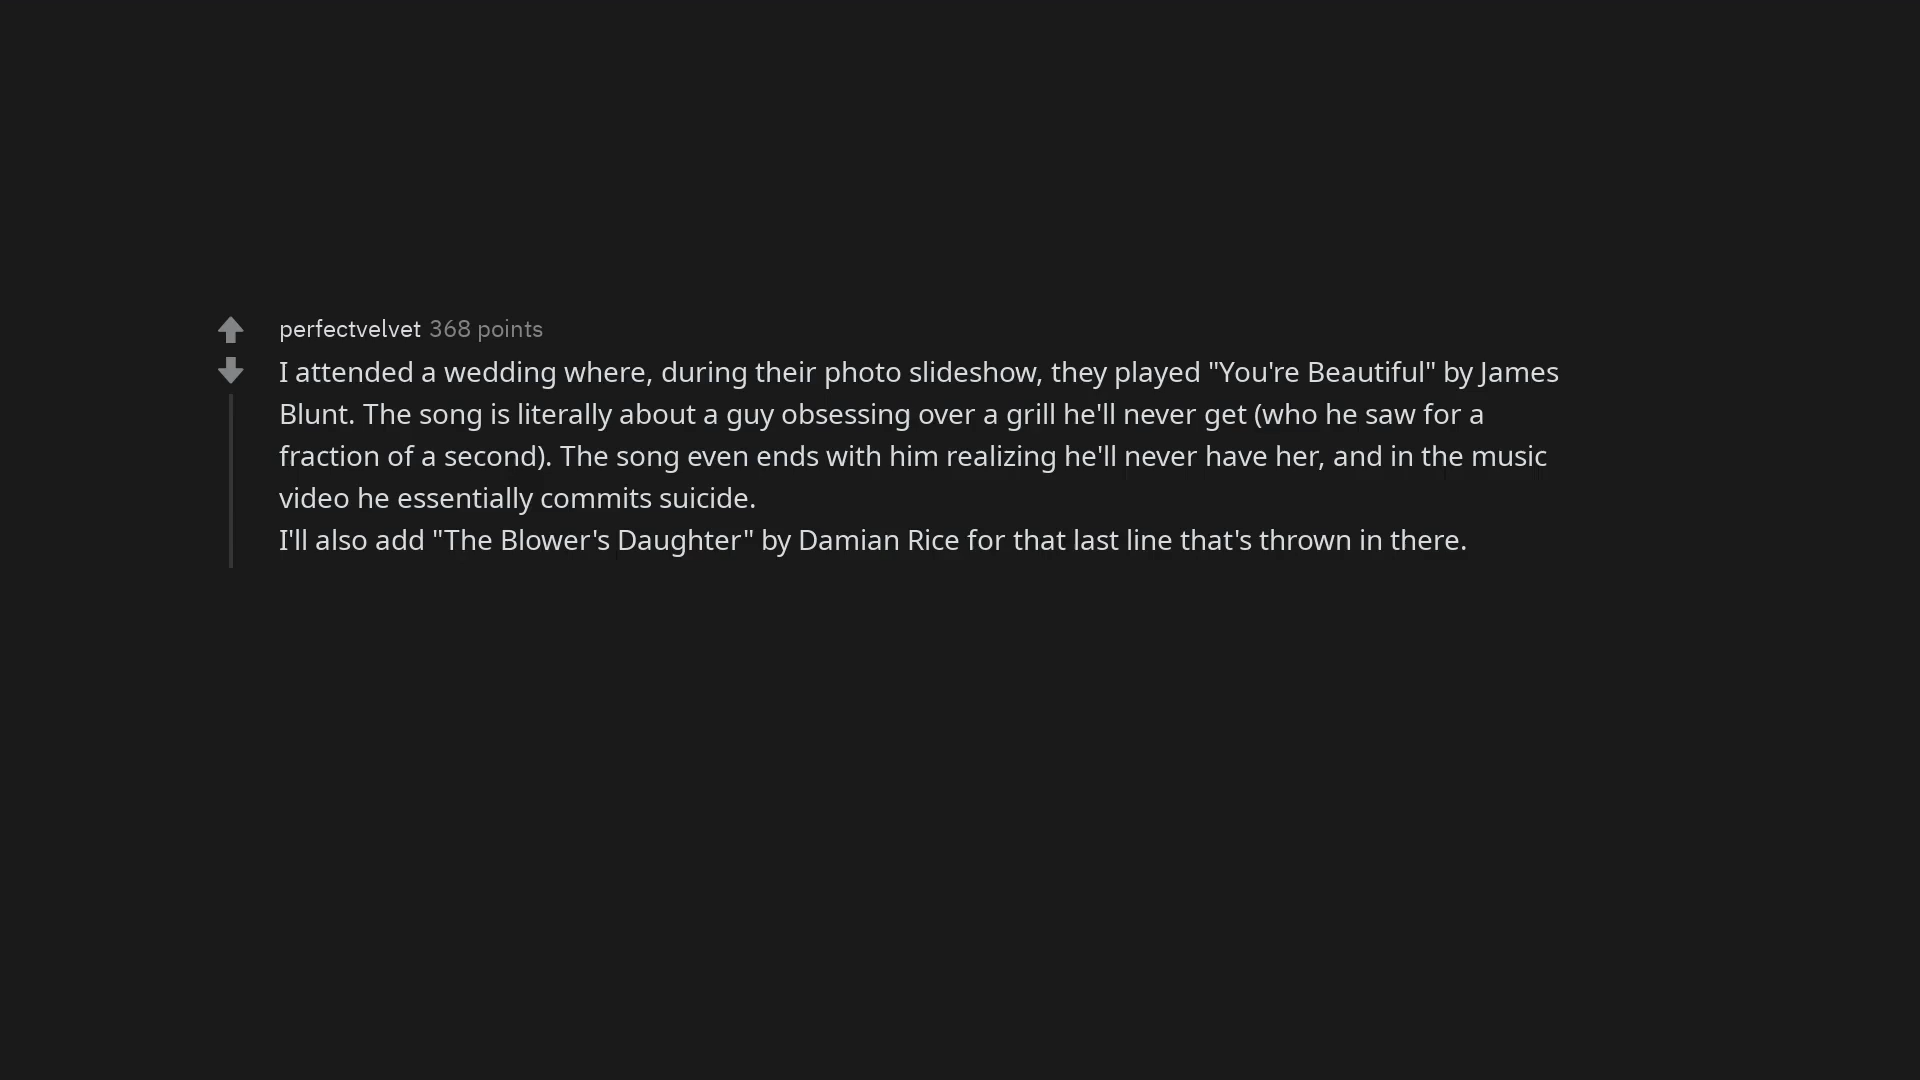 perfectvelvet 368 points
I attended a wedding where, during their photo slideshow, they played "You're Beautiful" by James
Blunt. The song is literally about a guy obsessing over a grill he'll never get (who he saw for a
fraction of a second). The song even ends with him realizing he'll never have her, and in the music
video he essentially commits suicide.
I'll also add "The Blower's Daughter" by Damian Rice for that last line that's thrown in there.